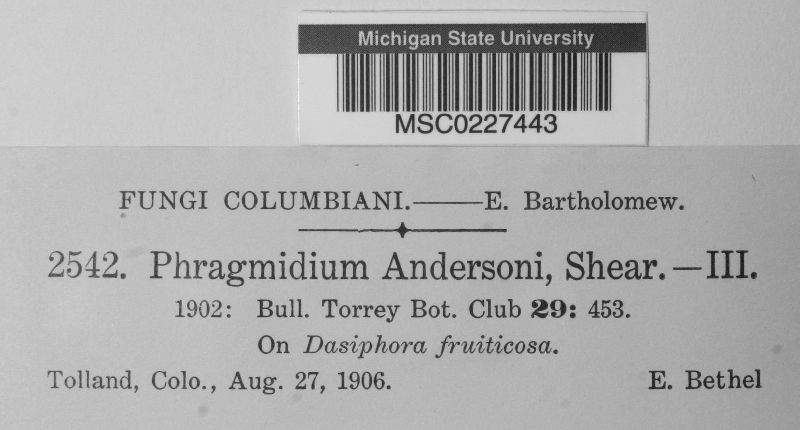 Michigan State University
MSC0227443
FUNGI COLUMBIANI.——E. Bartholomew.
2542. Phragmidium Andersoni, Shear.—III.
1902: Bull. Torrey Bot. Club 29: 453.
On Dasiphora fruiticosa.
Tolland, Colo., Aug. 27, 1906. E. Bethel